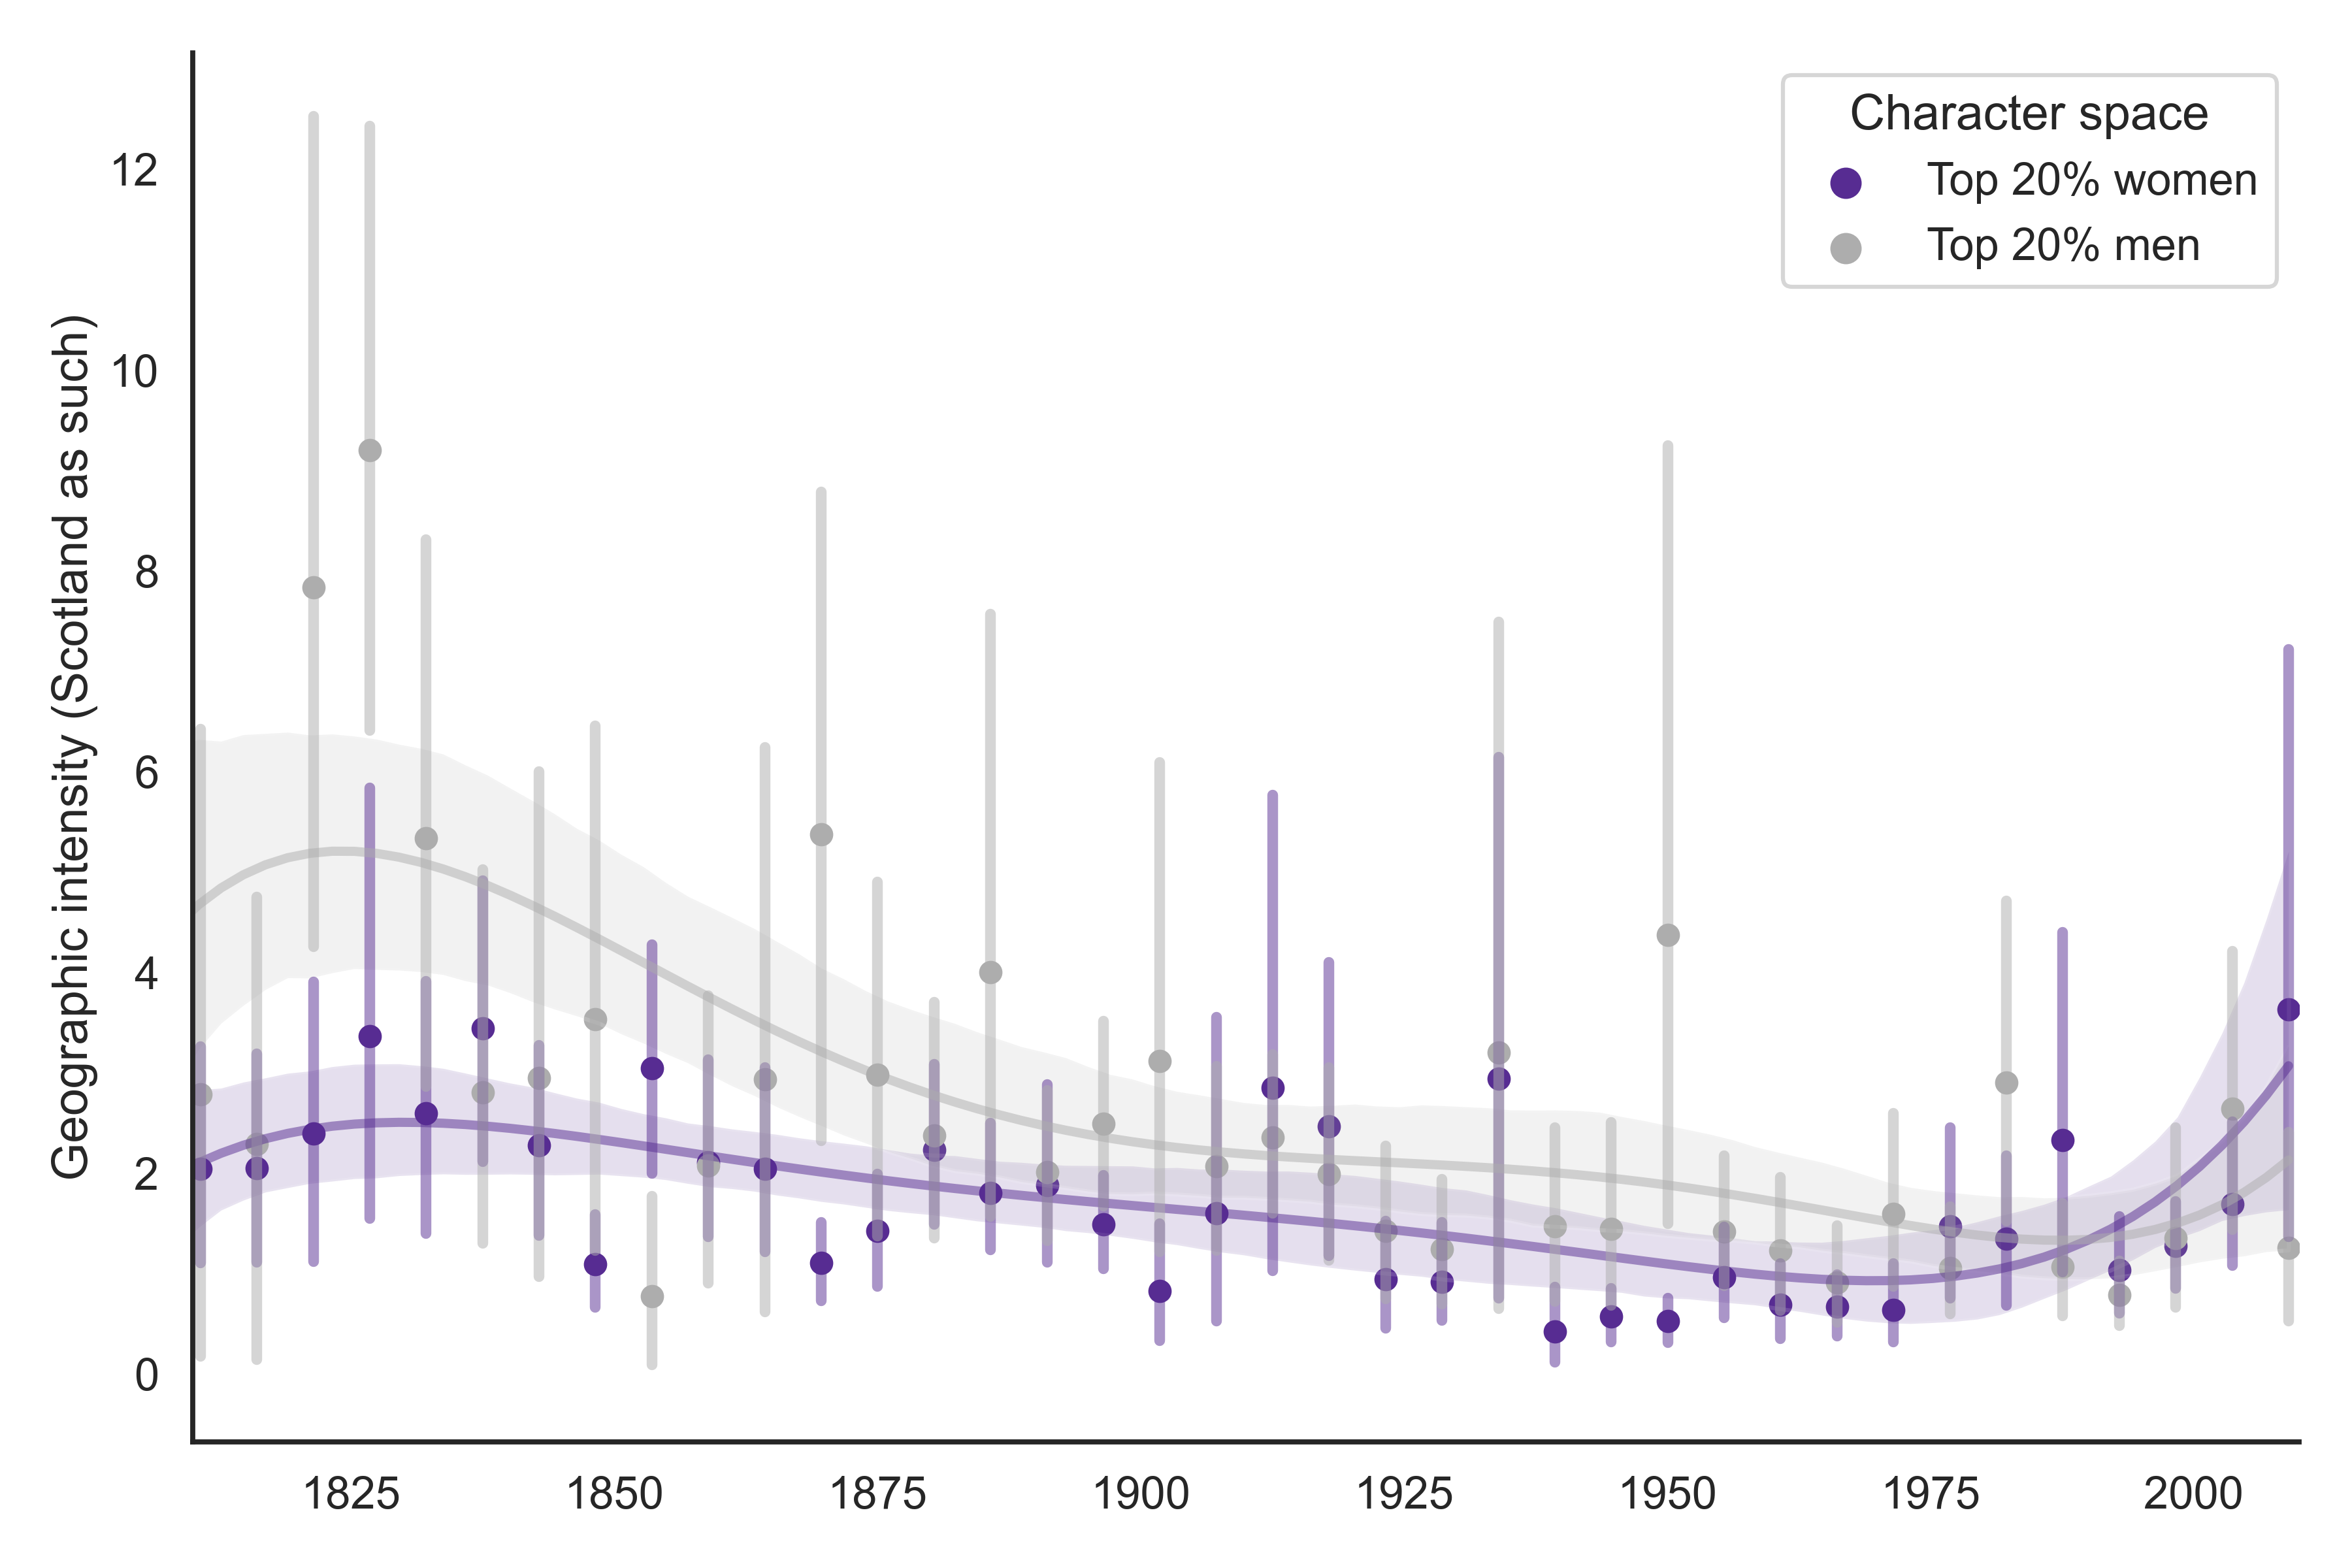 Character space
Top 20% women
Top 20% men
Geographic intensity (Scotland as such)
12
10
8
6
4
2
0
1825 1850 1875 1900 1925 1950 1975 2000